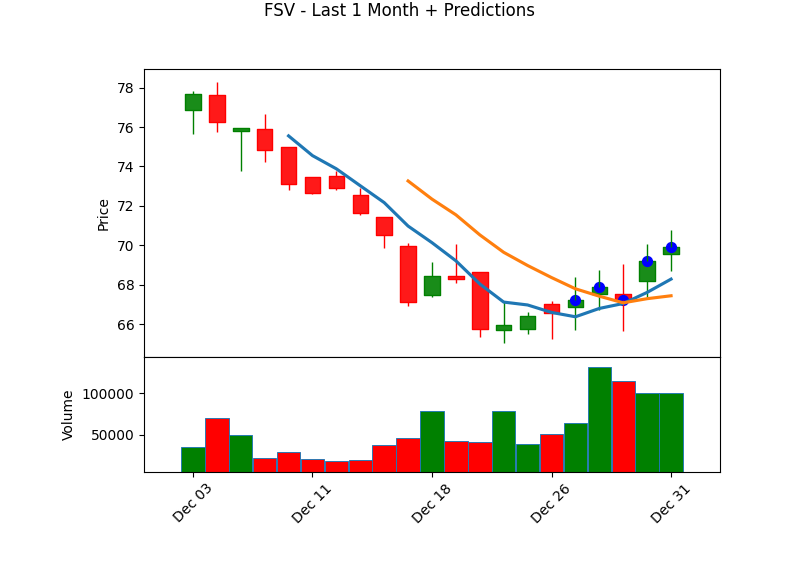 FSV - Last 1 Month + Predictions
78
76
74
72
70
68
66
Price
100000
50000
Volume
Dec 03
Dec 11
Dec 18
Dec 26
Dec 31